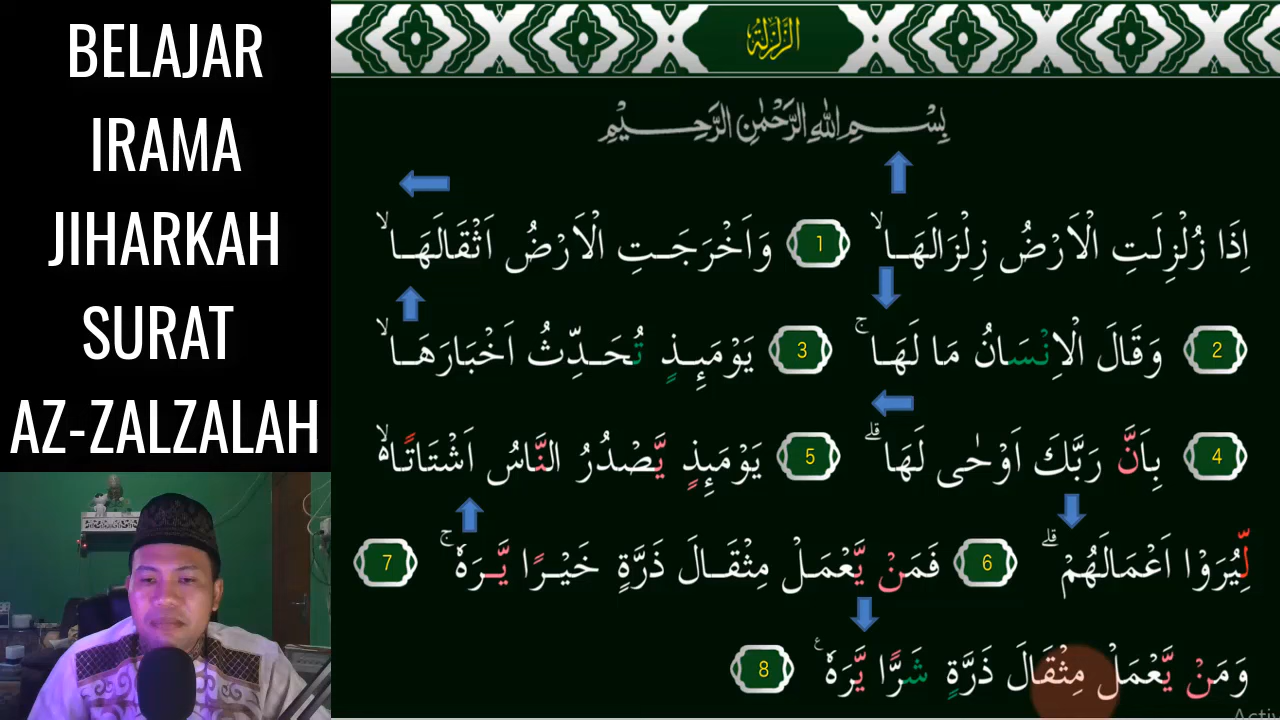 BELAJAR
IRAMA
JIHARKAH
SURAT
AZ-ZALZALAH
الزلزلة
بِسْمِ اللّٰهِ الرَّحْمٰنِ الرَّحِيْمِ
اِذَا زُلْزِلَتِ الْاَرْضُ زِلْزَالَهَاۙ 1 وَاَخْرَجَتِ الْاَرْضُ اَثْقَالَهَاۙ
2 وَقَالَ الْاِنْسَانُ مَا لَهَاۚ 3 يَوْمَىِٕذٍ تُحَدِّثُ اَخْبَارَهَاۙ
4 بِاَنَّ رَبَّكَ اَوْحٰى لَهَاۗ 5 يَوْمَىِٕذٍ يَّصْدُرُ النَّاسُ اَشْتَاتًا ەۙ
لِّيُرَوْا اَعْمَالَهُمْۗ 6 فَمَنْ يَّعْمَلْ مِثْقَالَ ذَرَّةٍ خَيْرًا يَّرَهٗۚ 7
وَمَنْ يَّعْمَلْ مِثْقَالَ ذَرَّةٍ شَرًّا يَّرَهٗ ࣖ 8